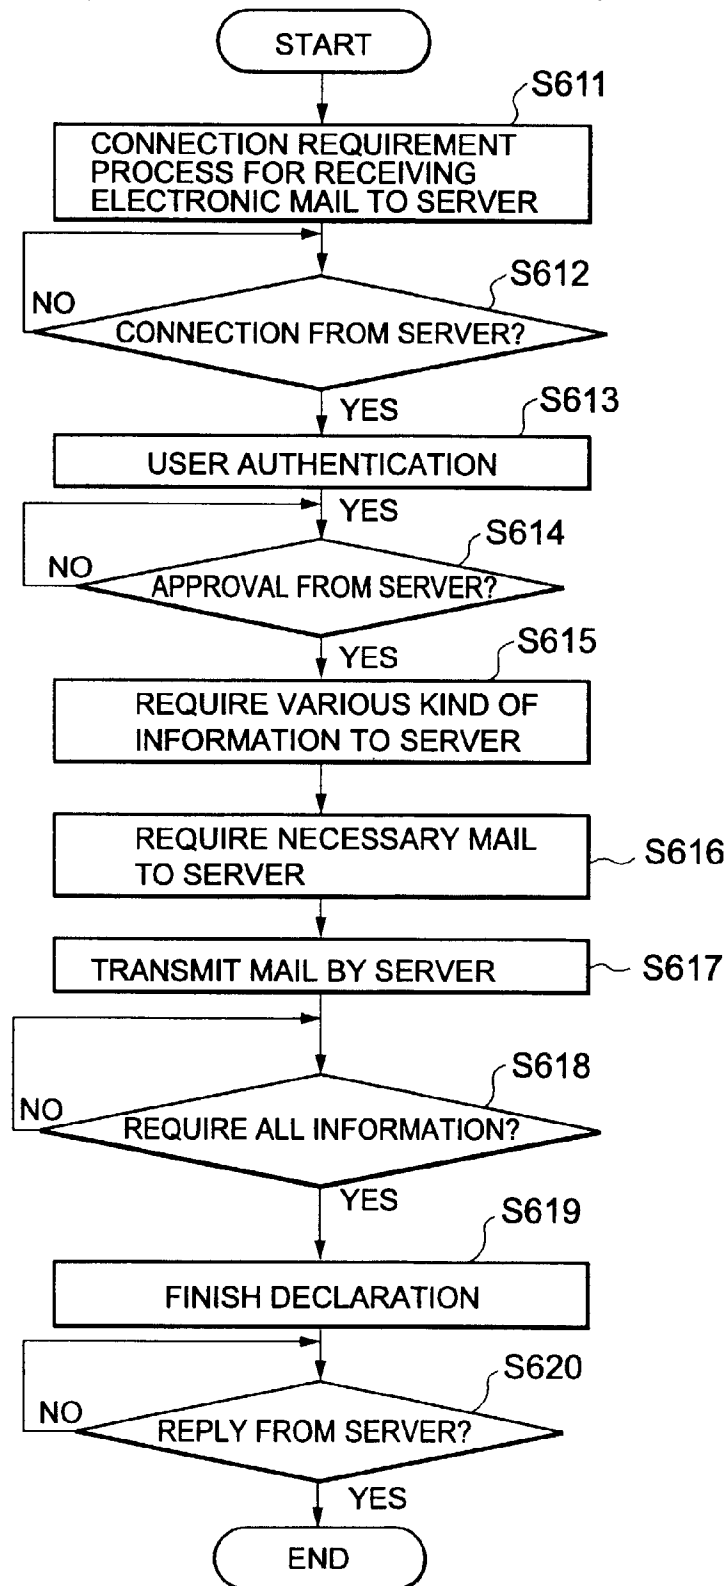 START
S611
CONNECTION REQUIREMENT
PROCESS FOR RECEIVING
ELECTRONIC MAIL TO SERVER
S612
NO
CONNECTION FROM SERVER?
YES
S613
USER AUTHENTICATION
YES
S614
NO
APPROVAL FROM SERVER?
YES
S615
REQUIRE VARIOUS KIND OF
INFORMATION TO SERVER
REQUIRE NECESSARY MAIL
TO SERVER
S616
TRANSMIT MAIL BY SERVER
S617
S618
NO
REQUIRE ALL INFORMATION?
YES
S619
FINISH DECLARATION
S620
NO
REPLY FROM SERVER?
YES
END